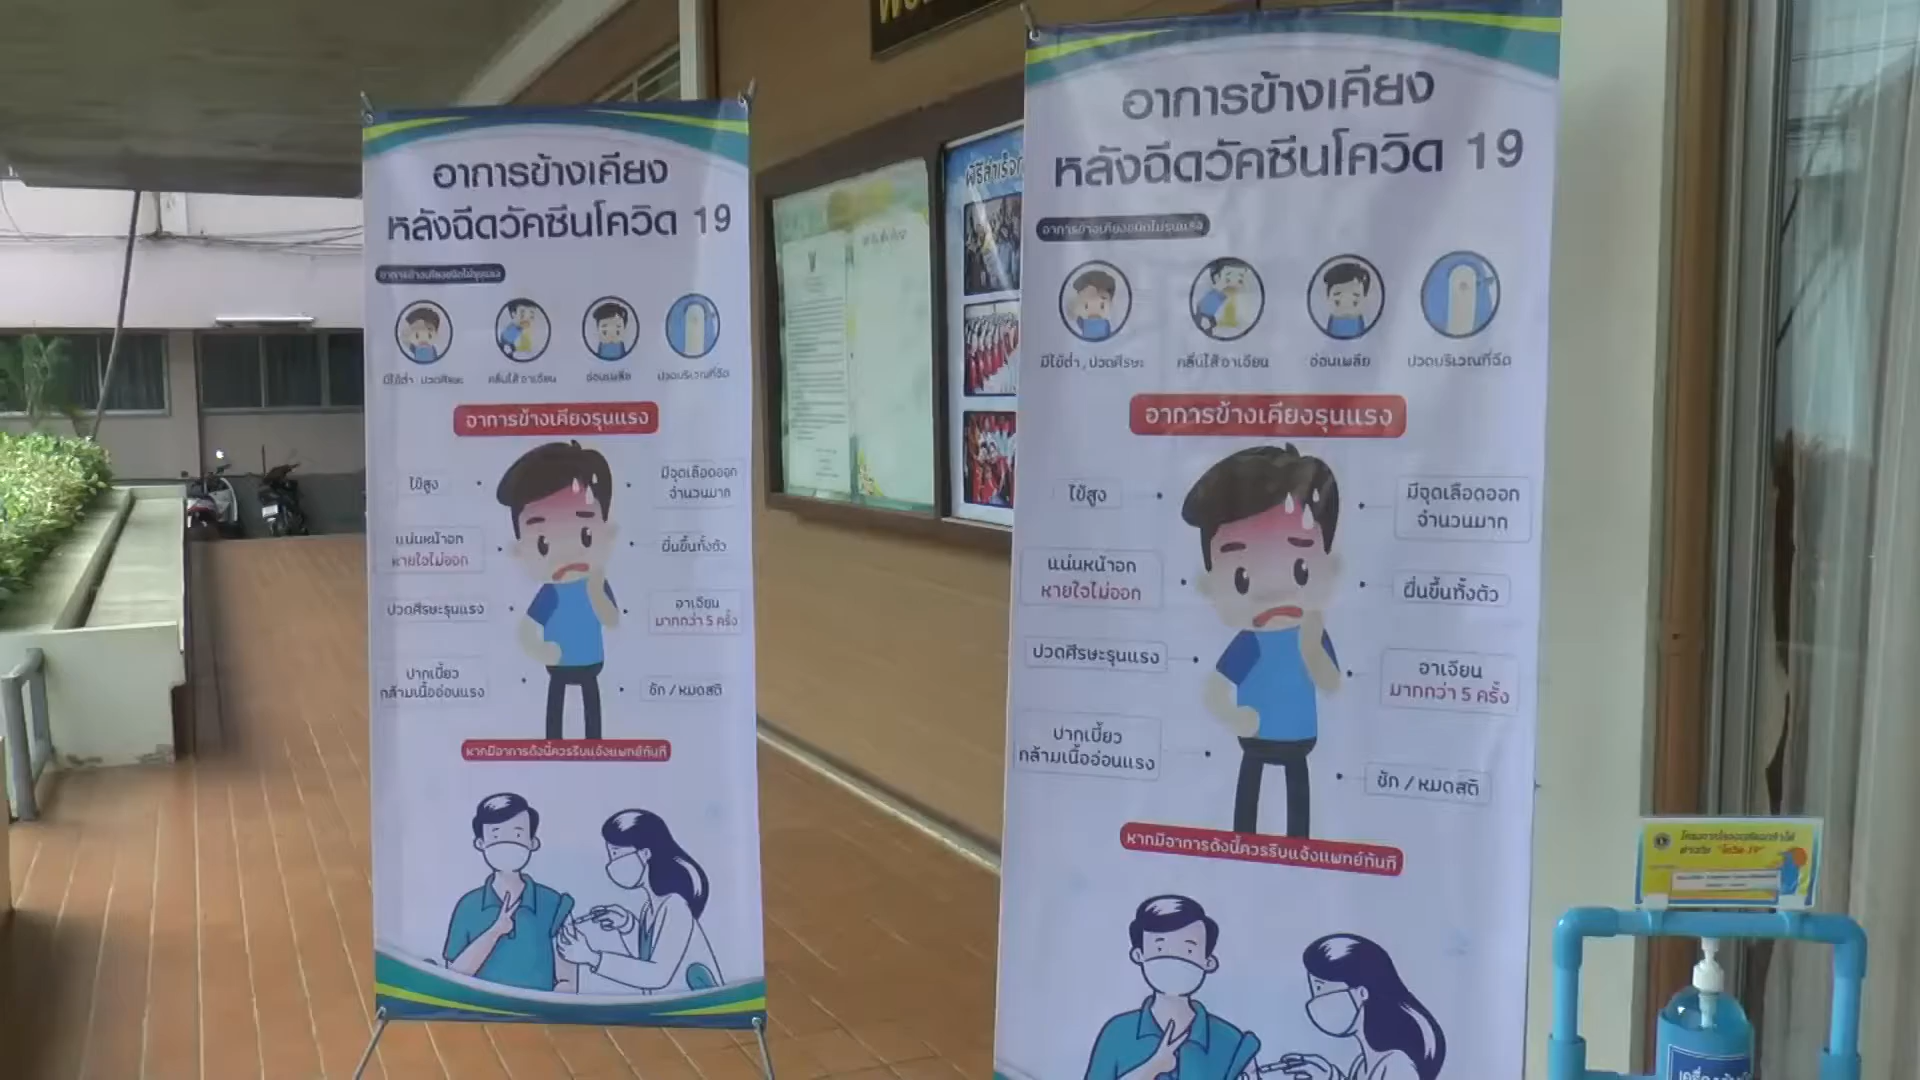 อาการข้างเคียง
หลังฉีดวัคซีนโควิด 19
อาการข้างเคียงชนิดไม่รุนแรง
มีไข้ต่ำ , ปวดศีรษะ
คลื่นไส้ อาเจียน
อ่อนเพลีย
ปวดบริเวณที่ฉีด
อาการข้างเคียงรุนแรง
ไข้สูง
มีจุดเลือดออก
จำนวนมาก
แน่นหน้าอก
หายใจไม่ออก
ผื่นขึ้นทั้งตัว
ปวดศีรษะรุนแรง
อาเจียน
มากกว่า 5 ครั้ง
ปากเบี้ยว
กล้ามเนื้ออ่อนแรง
ชัก / หมดสติ
หากมีอาการดังนี้ควรรีบแจ้งแพทย์ทันที
อาการข้างเคียง
หลังฉีดวัคซีนโควิด 19
อาการข้างเคียงชนิดไม่รุนแรง
มีไข้ต่ำ , ปวดศีรษะ
คลื่นไส้ อาเจียน
อ่อนเพลีย
ปวดบริเวณที่ฉีด
อาการข้างเคียงรุนแรง
ไข้สูง
มีจุดเลือดออก
จำนวนมาก
แน่นหน้าอก
หายใจไม่ออก
ผื่นขึ้นทั้งตัว
ปวดศีรษะรุนแรง
อาเจียน
มากกว่า 5 ครั้ง
ปากเบี้ยว
กล้ามเนื้ออ่อนแรง
ชัก / หมดสติ
หากมีอาการดังนี้ควรรีบแจ้งแพทย์ทันที
"โควิด-19"